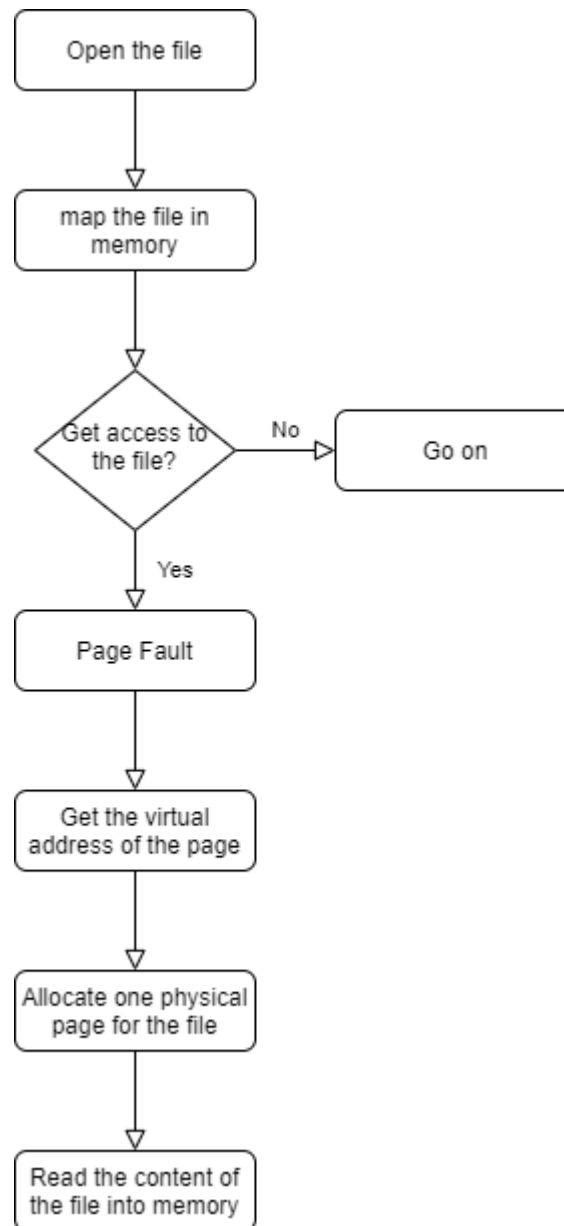 Open the file
map the file in
memory
Get access to
the file?
No
Go on
Yes
Page Fault
Get the virtual
address of the page
Allocate one physical
page for the file
Read the content of
the file into memory